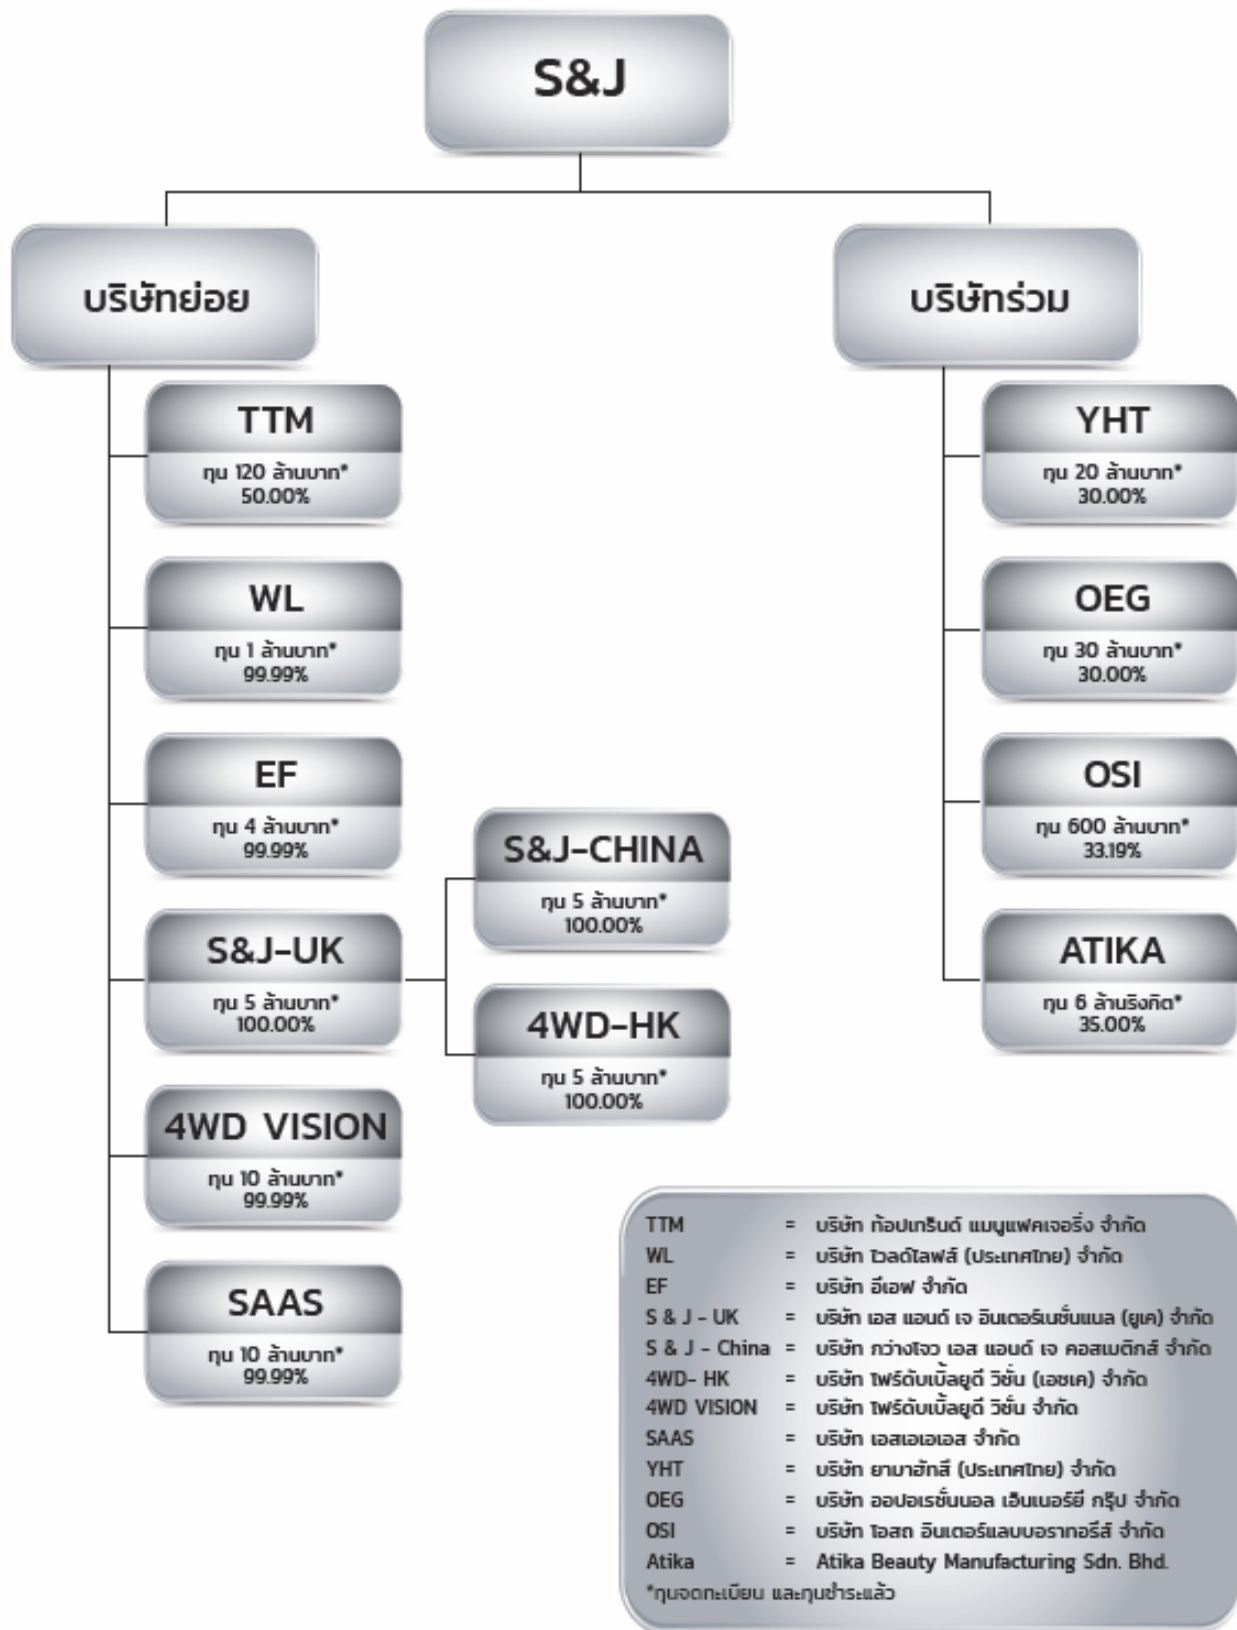 S&J
บริษัทย่อย
บริษัทร่วม
TTM
ทุน 120 ล้านบาท*
50.00%
WL
ทุน 1 ล้านบาท*
99.99%
EF
ทุน 4 ล้านบาท*
99.99%
S&J-UK
ทุน 5 ล้านบาท*
100.00%
S&J-CHINA
ทุน 5 ล้านบาท*
100.00%
4WD-HK
ทุน 5 ล้านบาท*
100.00%
4WD VISION
ทุน 10 ล้านบาท*
99.99%
SAAS
ทุน 10 ล้านบาท*
99.99%
YHT
ทุน 20 ล้านบาท*
30.00%
OEG
ทุน 30 ล้านบาท*
30.00%
OSI
ทุน 600 ล้านบาท*
33.19%
ATIKA
ทุน 6 ล้านริงกิต*
35.00%
TTM = บริษัท ท้อปเทรินด์ แมนูแฟคเจอริ่ง จำกัด
WL = บริษัท ไวลด์ไลฟส์ (ประเทศไทย) จำกัด
EF = บริษัท อีเอฟ จำกัด
S & J - UK = บริษัท เอส แอนด์ เจ อินเตอร์เนชั่นแนล (ยูเค) จำกัด
S & J - China = บริษัท กว่างโจว เอส แอนด์ เจ คอสเมติกส์ จำกัด
4WD- HK = บริษัท โฟร์ดับเบิ้ลยูดี วิชั่น (เอชเค) จำกัด
4WD VISION = บริษัท โฟร์ดับเบิ้ลยูดี วิชั่น จำกัด
SAAS = บริษัท เอสเอเอเอส จำกัด
YHT = บริษัท ยามาฮัทสึ (ประเทศไทย) จำกัด
OEG = บริษัท ออปอเรชั่นนอล เอ็นเนอร์ยี่ กรุ๊ป จำกัด
OSI = บริษัท โอสถ อินเตอร์แลบบอราทอรีส์ จำกัด
Atika = Atika Beauty Manufacturing Sdn. Bhd.
*ทุนจดทะเบียน และทุนชำระแล้ว